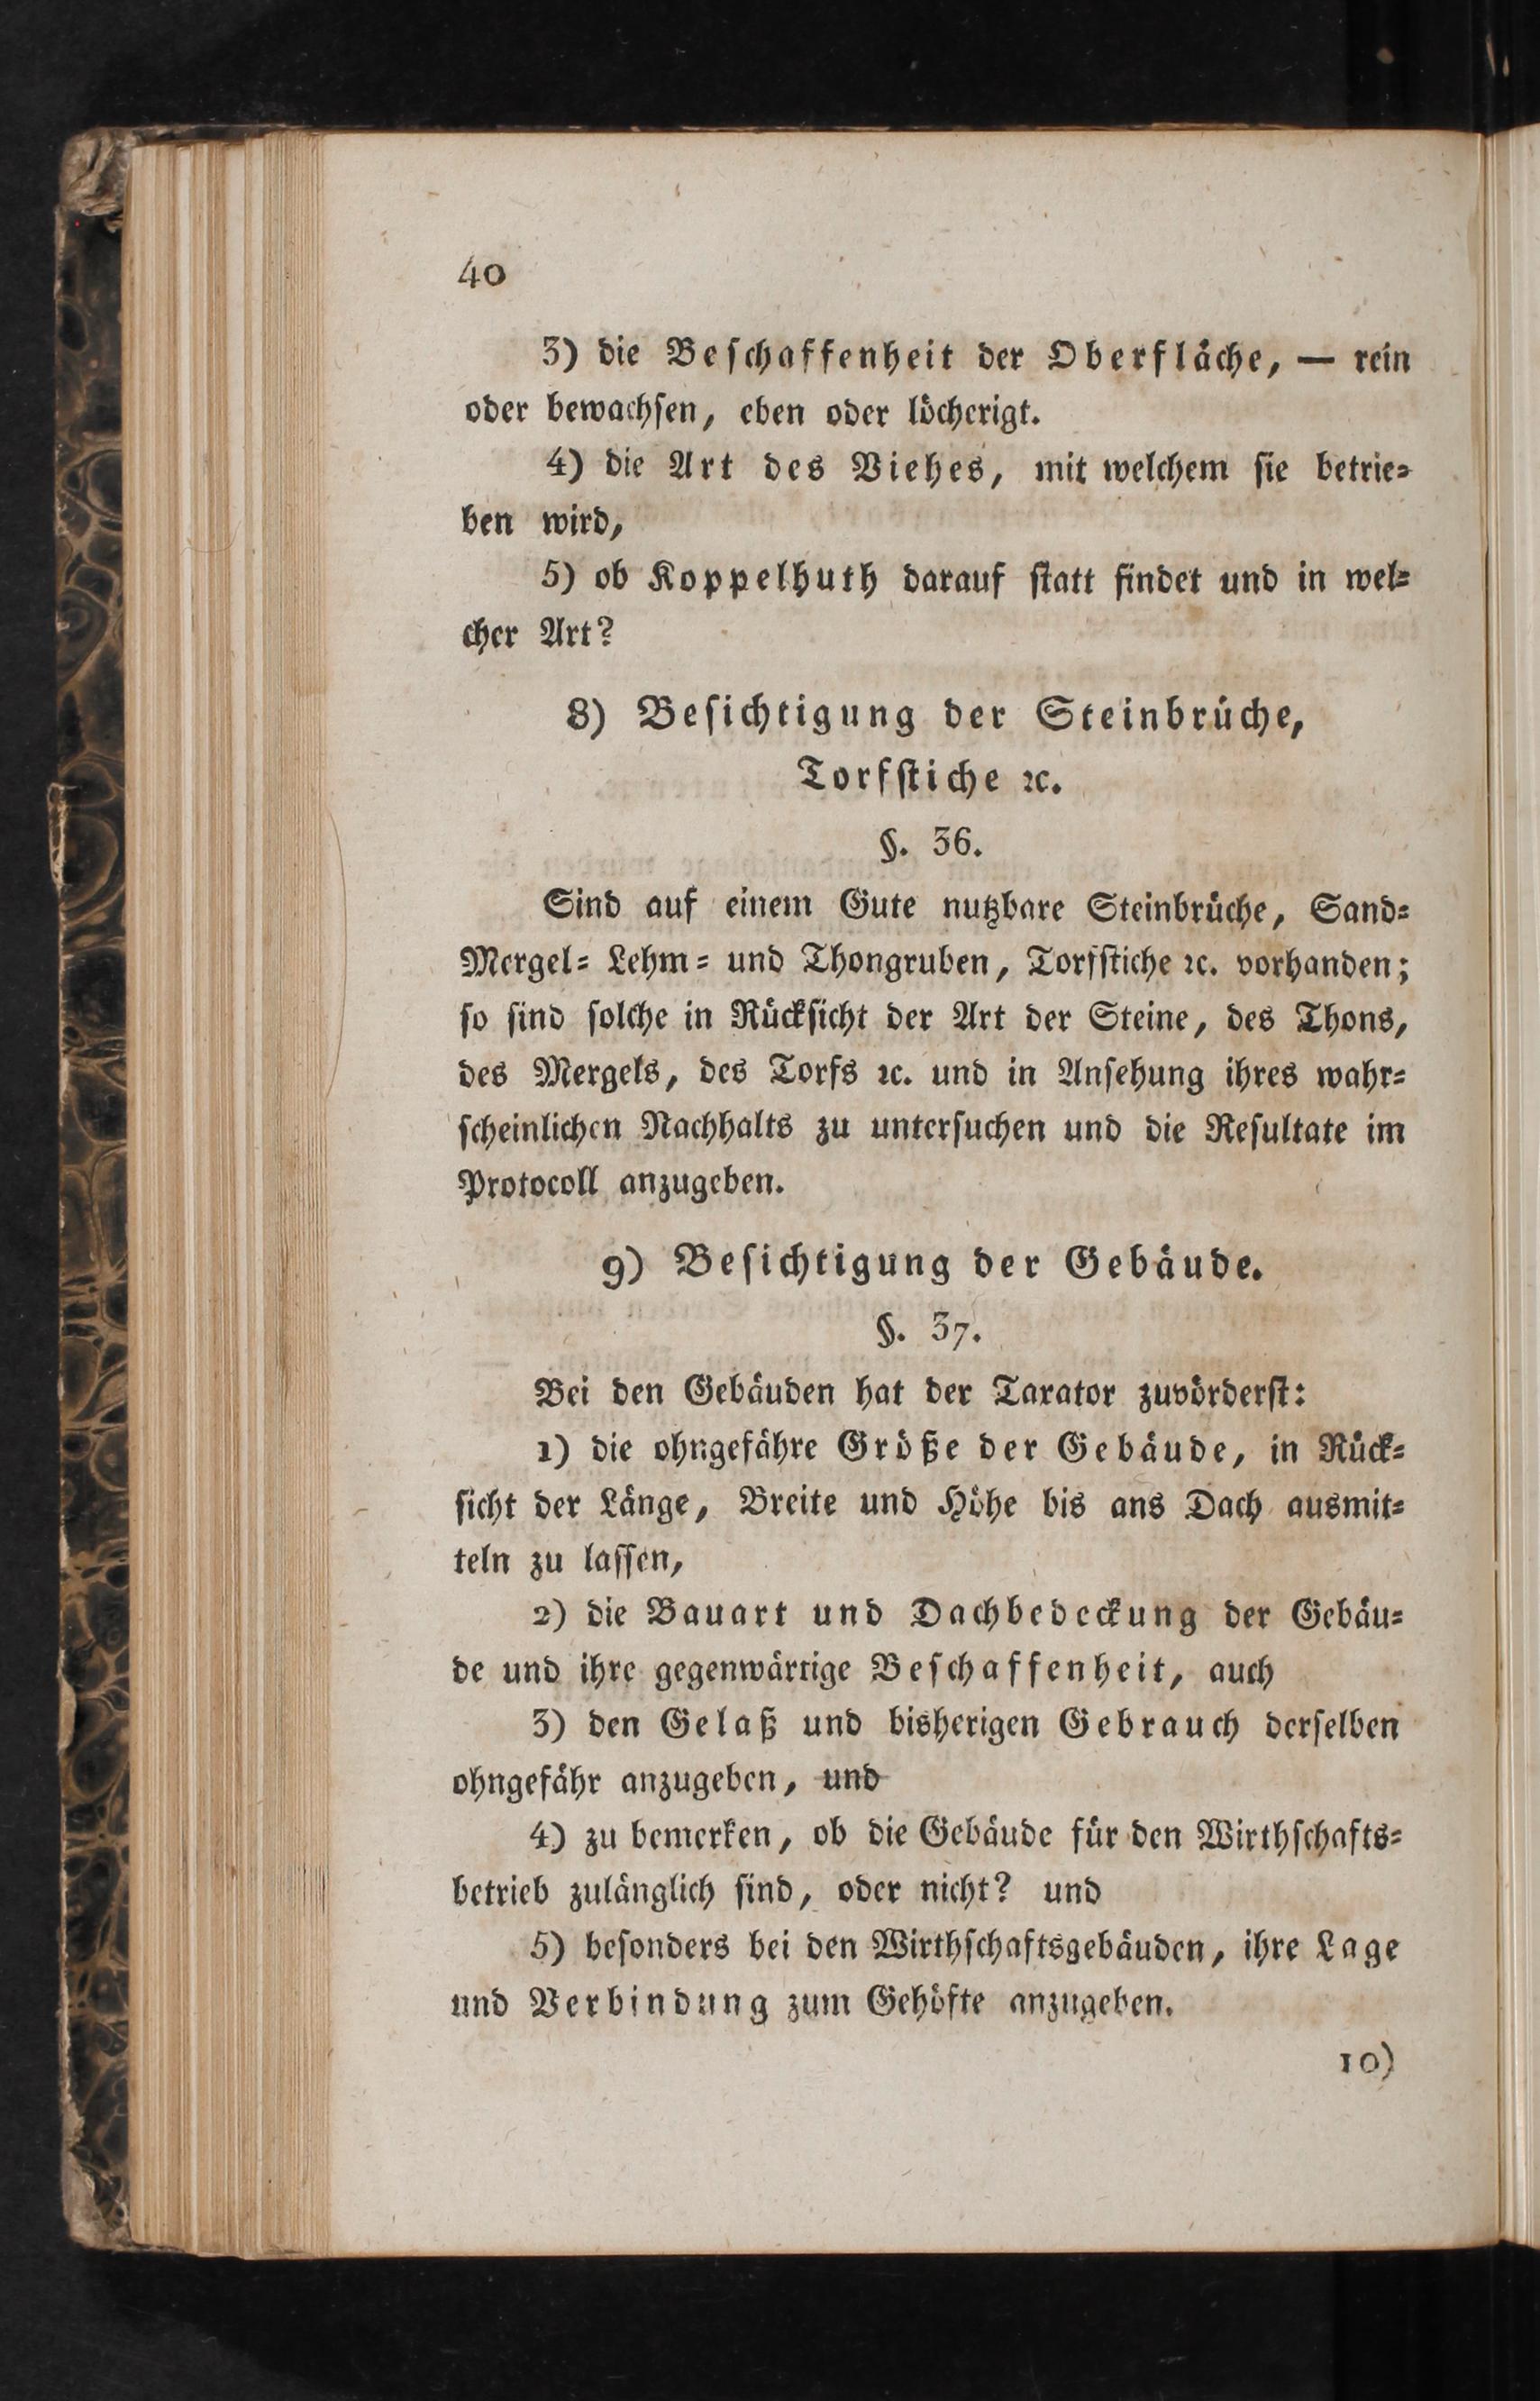 40
3) die Beschaffenheit der Oberfläche, — rein
oder bewachsen, eben oder löcherigt.
4) die Art des Viehes, mit welchem sie betrie-
ben wird,
5) ob Koppelhuth darauf statt findet und in wel-
cher Art?
8) Besichtigung der Steinbrüche,
Torfstiche ꝛc.
§. 36.
Sind auf einem Gute nutzbare Steinbrüche, Sand-
Mergel- Lehm- und Thongruben, Torfstiche ꝛc. vorhanden;
so sind solche in Rücksicht der Art der Steine, des Thons,
des Mergels, des Torfs ꝛc. und in Ansehung ihres wahr-
scheinlichen Nachhalts zu untersuchen und die Resultate im
Protocoll anzugeben.
9) Besichtigung der Gebäude.
§. 37.
Bei den Gebäuden hat der Taxator zuvörderst:
1) die ohngefähre Größe der Gebäude, in Rück-
sicht der Länge, Breite und Höhe bis ans Dach ausmit-
teln zu lassen,
2) die Bauart und Dachbedeckung der Gebäu-
de und ihre gegenwärtige Beschaffenheit, auch
3) den Gelaß und bisherigen Gebrauch derselben
ohngefähr anzugeben, und
4) zu bemerken, ob die Gebäude für den Wirthschafts-
betrieb zulänglich sind, oder nicht? und
5) besonders bei den Wirthschaftsgebäuden, ihre Lage
und Verbindung zum Gehöfte anzugeben.
10)